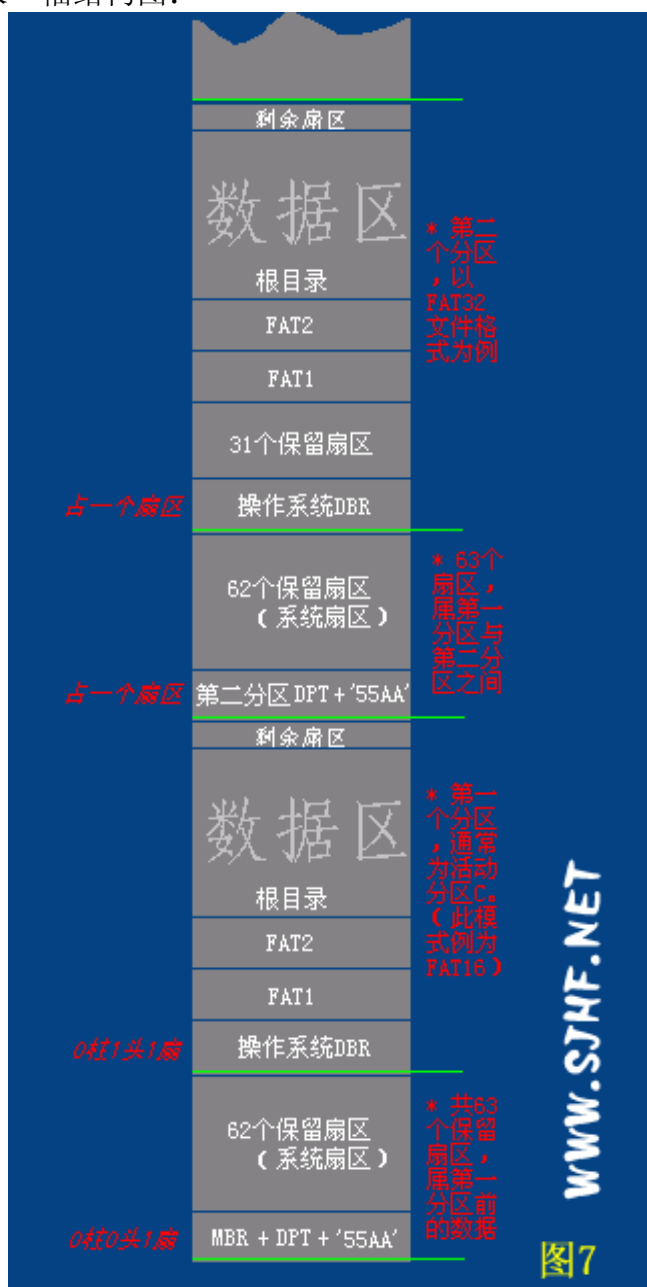 剩余扇区
数据区
* 第二
个分区
,以
FAT32
文件格
式为例
根目录
FAT2
FAT1
31个保留扇区
占一个扇区
操作系统DBR
62个保留扇区
(系统扇区)
* 63个
扇区,
属第一
分区与
第二分
区之间
占一个扇区
第二分区DPT+'55AA'
剩余扇区
数据区
* 第一
个分区
,通常
为活动
分区C。
(此模
式例为
FAT16)
根目录
FAT2
FAT1
0柱1头1扇
操作系统DBR
62个保留扇区
(系统扇区)
* 共63
个保留
扇区,
属第一
分区前
的数据
0柱0头1扇
MBR + DPT + '55AA'
WWW.SJHF.NET
图7